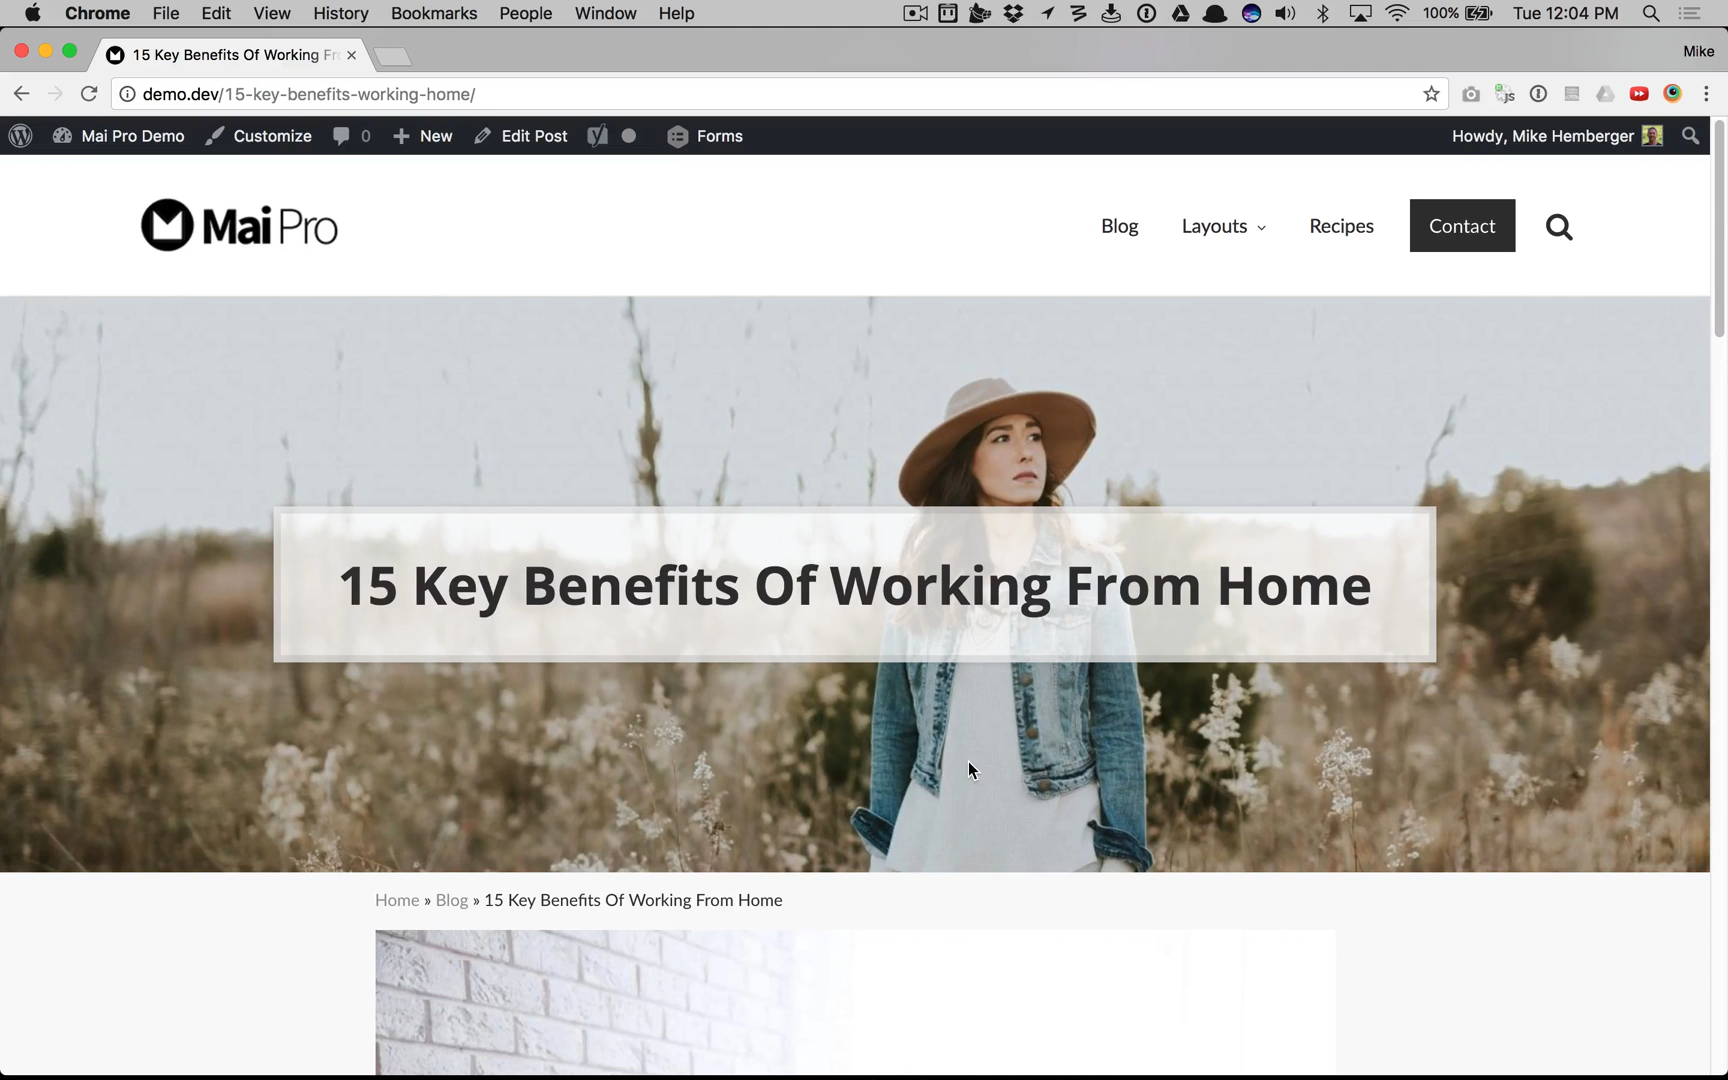 Chrome File Edit View History Bookmarks People Window Help 100% Tue 12:04 PM
15 Key Benefits Of Working Fr Mike
demo.dev/15-key-benefits-working-home/
Mai Pro Demo Customize 0 New Edit Post Forms Howdy, Mike Hemberger
Mai Pro Blog Layouts Recipes Contact
15 Key Benefits Of Working From Home
Home » Blog » 15 Key Benefits Of Working From Home